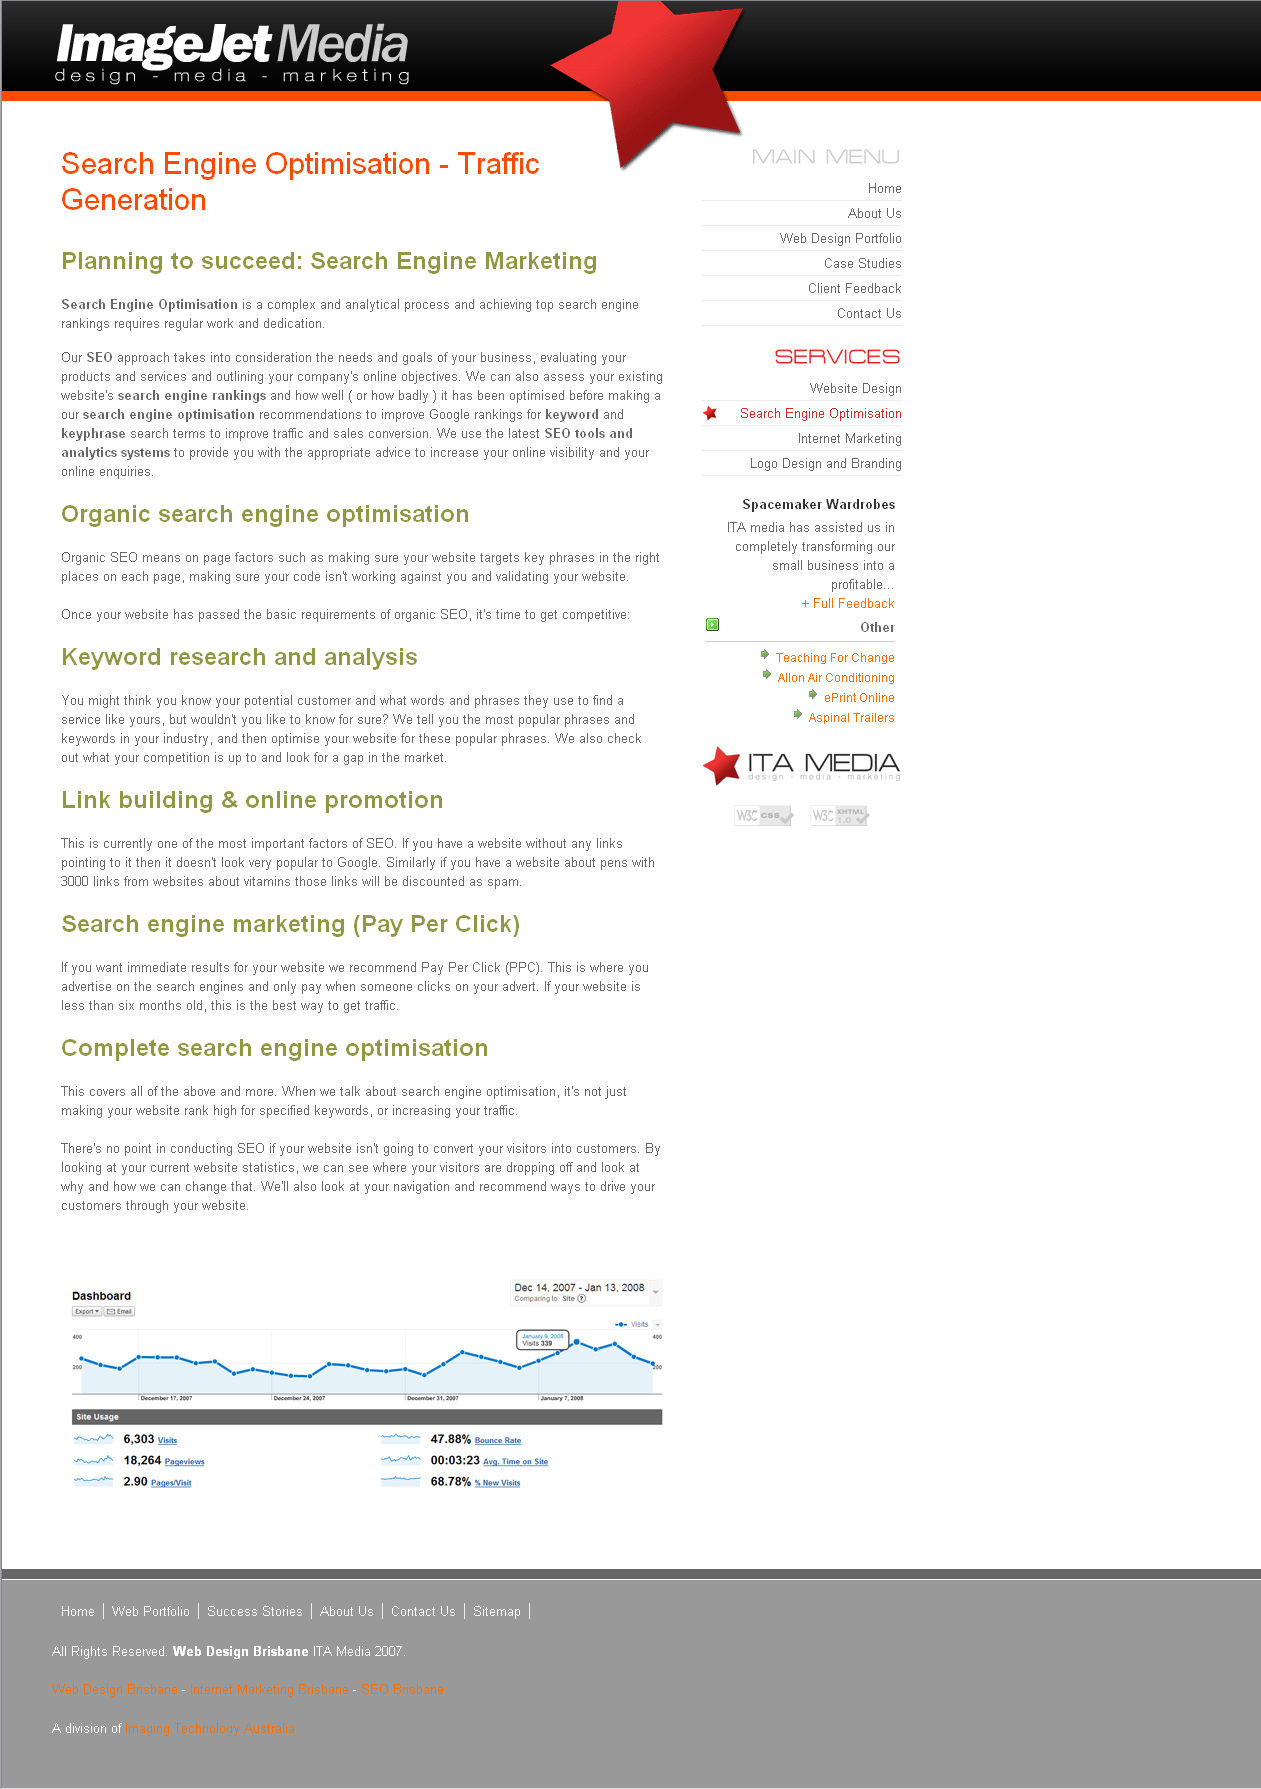 ImageJet Media
design - media - marketing
Search Engine Optimisation - Traffic
Generation
Planning to succeed: Search Engine Marketing
Search Engine Optimisation is a complex and analytical process and achieving top search engine
rankings requires regular work and dedication.
Our SEO approach takes into consideration the needs and goals of your business, evaluating your
products and services and outlining your company's online objectives. We can also assess your existing
website's search engine rankings and how well ( or how badly ) it has been optimised before making a
our search engine optimisation recommendations to improve Google rankings for keyword and
keyphrase search terms to improve traffic and sales conversion. We use the latest SEO tools and
analytics systems to provide you with the appropriate advice to increase your online visibility and your
online enquiries.
Organic search engine optimisation
Organic SEO means on page factors such as making sure your website targets key phrases in the right
places on each page, making sure your code isn't working against you and validating your website.
Once your website has passed the basic requirements of organic SEO, it's time to get competitive:
Keyword research and analysis
You might think you know your potential customer and what words and phrases they use to find a
service like yours, but wouldn't you like to know for sure? We tell you the most popular phrases and
keywords in your industry, and then optimise your website for these popular phrases. We also check
out what your competition is up to and look for a gap in the market.
Link building & online promotion
This is currently one of the most important factors of SEO. If you have a website without any links
pointing to it then it doesn't look very popular to Google. Similarly if you have a website about pens with
3000 links from websites about vitamins those links will be discounted as spam.
Search engine marketing (Pay Per Click)
If you want immediate results for your website we recommend Pay Per Click (PPC). This is where you
advertise on the search engines and only pay when someone clicks on your advert. If your website is
less than six months old, this is the best way to get traffic.
Complete search engine optimisation
This covers all of the above and more. When we talk about search engine optimisation, it's not just
making your website rank high for specified keywords, or increasing your traffic.
There's no point in conducting SEO if your website isn't going to convert your visitors into customers. By
looking at your current website statistics, we can see where your visitors are dropping off and look at
why and how we can change that. We'll also look at your navigation and recommend ways to drive your
customers through your website.
Dashboard
Export Email
Dec 14, 2007 - Jan 13, 2008
Comparing to: Site ?
Visits
400 400
January 9, 2008
Visits 339
200 200
December 17, 2007 December 24, 2007 December 31, 2007 January 7, 2008
Site Usage
6,303 Visits 47.88% Bounce Rate
18,264 Pageviews 00:03:23 Avg. Time on Site
2.90 Pages/Visit 68.78% % New Visits
MAIN MENU
Home
About Us
Web Design Portfolio
Case Studies
Client Feedback
Contact Us
SERVICES
Website Design
Search Engine Optimisation
Internet Marketing
Logo Design and Branding
Spacemaker Wardrobes
ITA media has assisted us in
completely transforming our
small business into a
profitable...
+ Full Feedback
Other
Teaching For Change
Allon Air Conditioning
ePrint Online
Aspinal Trailers
ITA MEDIA
design - media - marketing
W3C CSS W3C XHTML 1.0
Home | Web Portfolio | Success Stories | About Us | Contact Us | Sitemap |
All Rights Reserved. Web Design Brisbane ITA Media 2007.
Web Design Brisbane - Internet Marketing Brisbane - SEO Brisbane
A division of Imaging Technology Australia